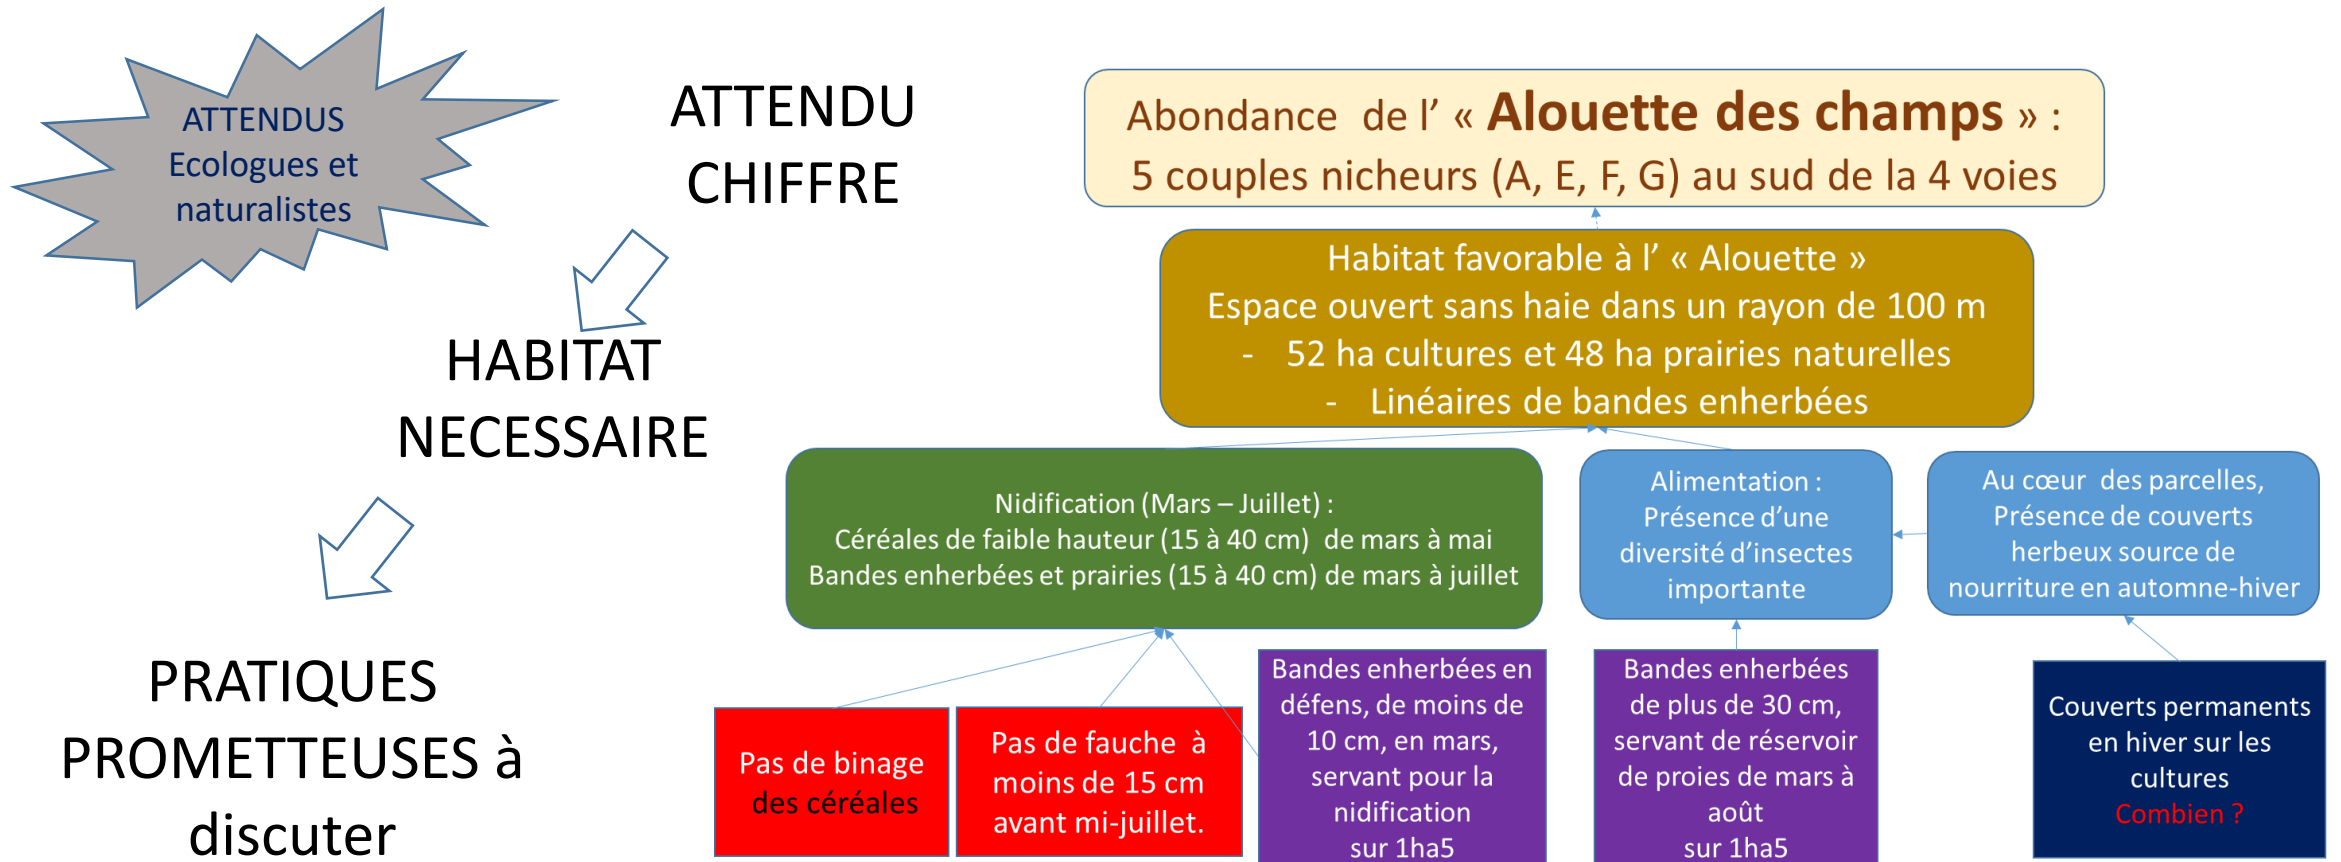 ATTENDUS
Ecologues et
naturalistes
ATTENDU
CHIFFRE
HABITAT
NECESSAIRE
PRATIQUES
PROMETTEUSES à
discuter
Abondance de l’ « Alouette des champs » :
5 couples nicheurs (A, E, F, G) au sud de la 4 voies
Habitat favorable à l’ « Alouette »
Espace ouvert sans haie dans un rayon de 100 m
- 52 ha cultures et 48 ha prairies naturelles
- Linéaires de bandes enherbées
Nidification (Mars – Juillet) :
Céréales de faible hauteur (15 à 40 cm) de mars à mai
Bandes enherbées et prairies (15 à 40 cm) de mars à juillet
Alimentation :
Présence d’une
diversité d’insectes
importante
Au cœur des parcelles,
Présence de couverts
herbeux source de
nourriture en automne-hiver
Pas de binage
des céréales
Pas de fauche à
moins de 15 cm
avant mi-juillet.
Bandes enherbées en
défens, de moins de
10 cm, en mars,
servant pour la
nidification
sur 1ha5
Bandes enherbées
de plus de 30 cm,
servant de réservoir
de proies de mars à
août
sur 1ha5
Couverts permanents
en hiver sur les
cultures
Combien ?